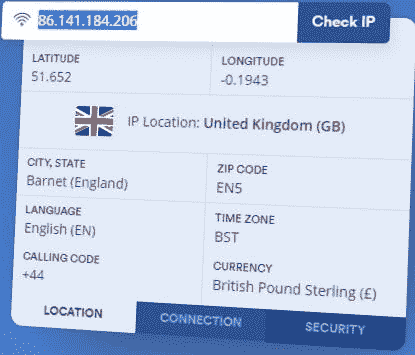 86.141.184.206 Check IP
LATITUDE LONGITUDE
51.652 -0.1943
IP Location: United Kingdom (GB)
CITY, STATE ZIP CODE
Barnet (England) EN5
LANGUAGE TIME ZONE
English (EN) BST
CALLING CODE CURRENCY
+44 British Pound Sterling (£)
LOCATION CONNECTION SECURITY